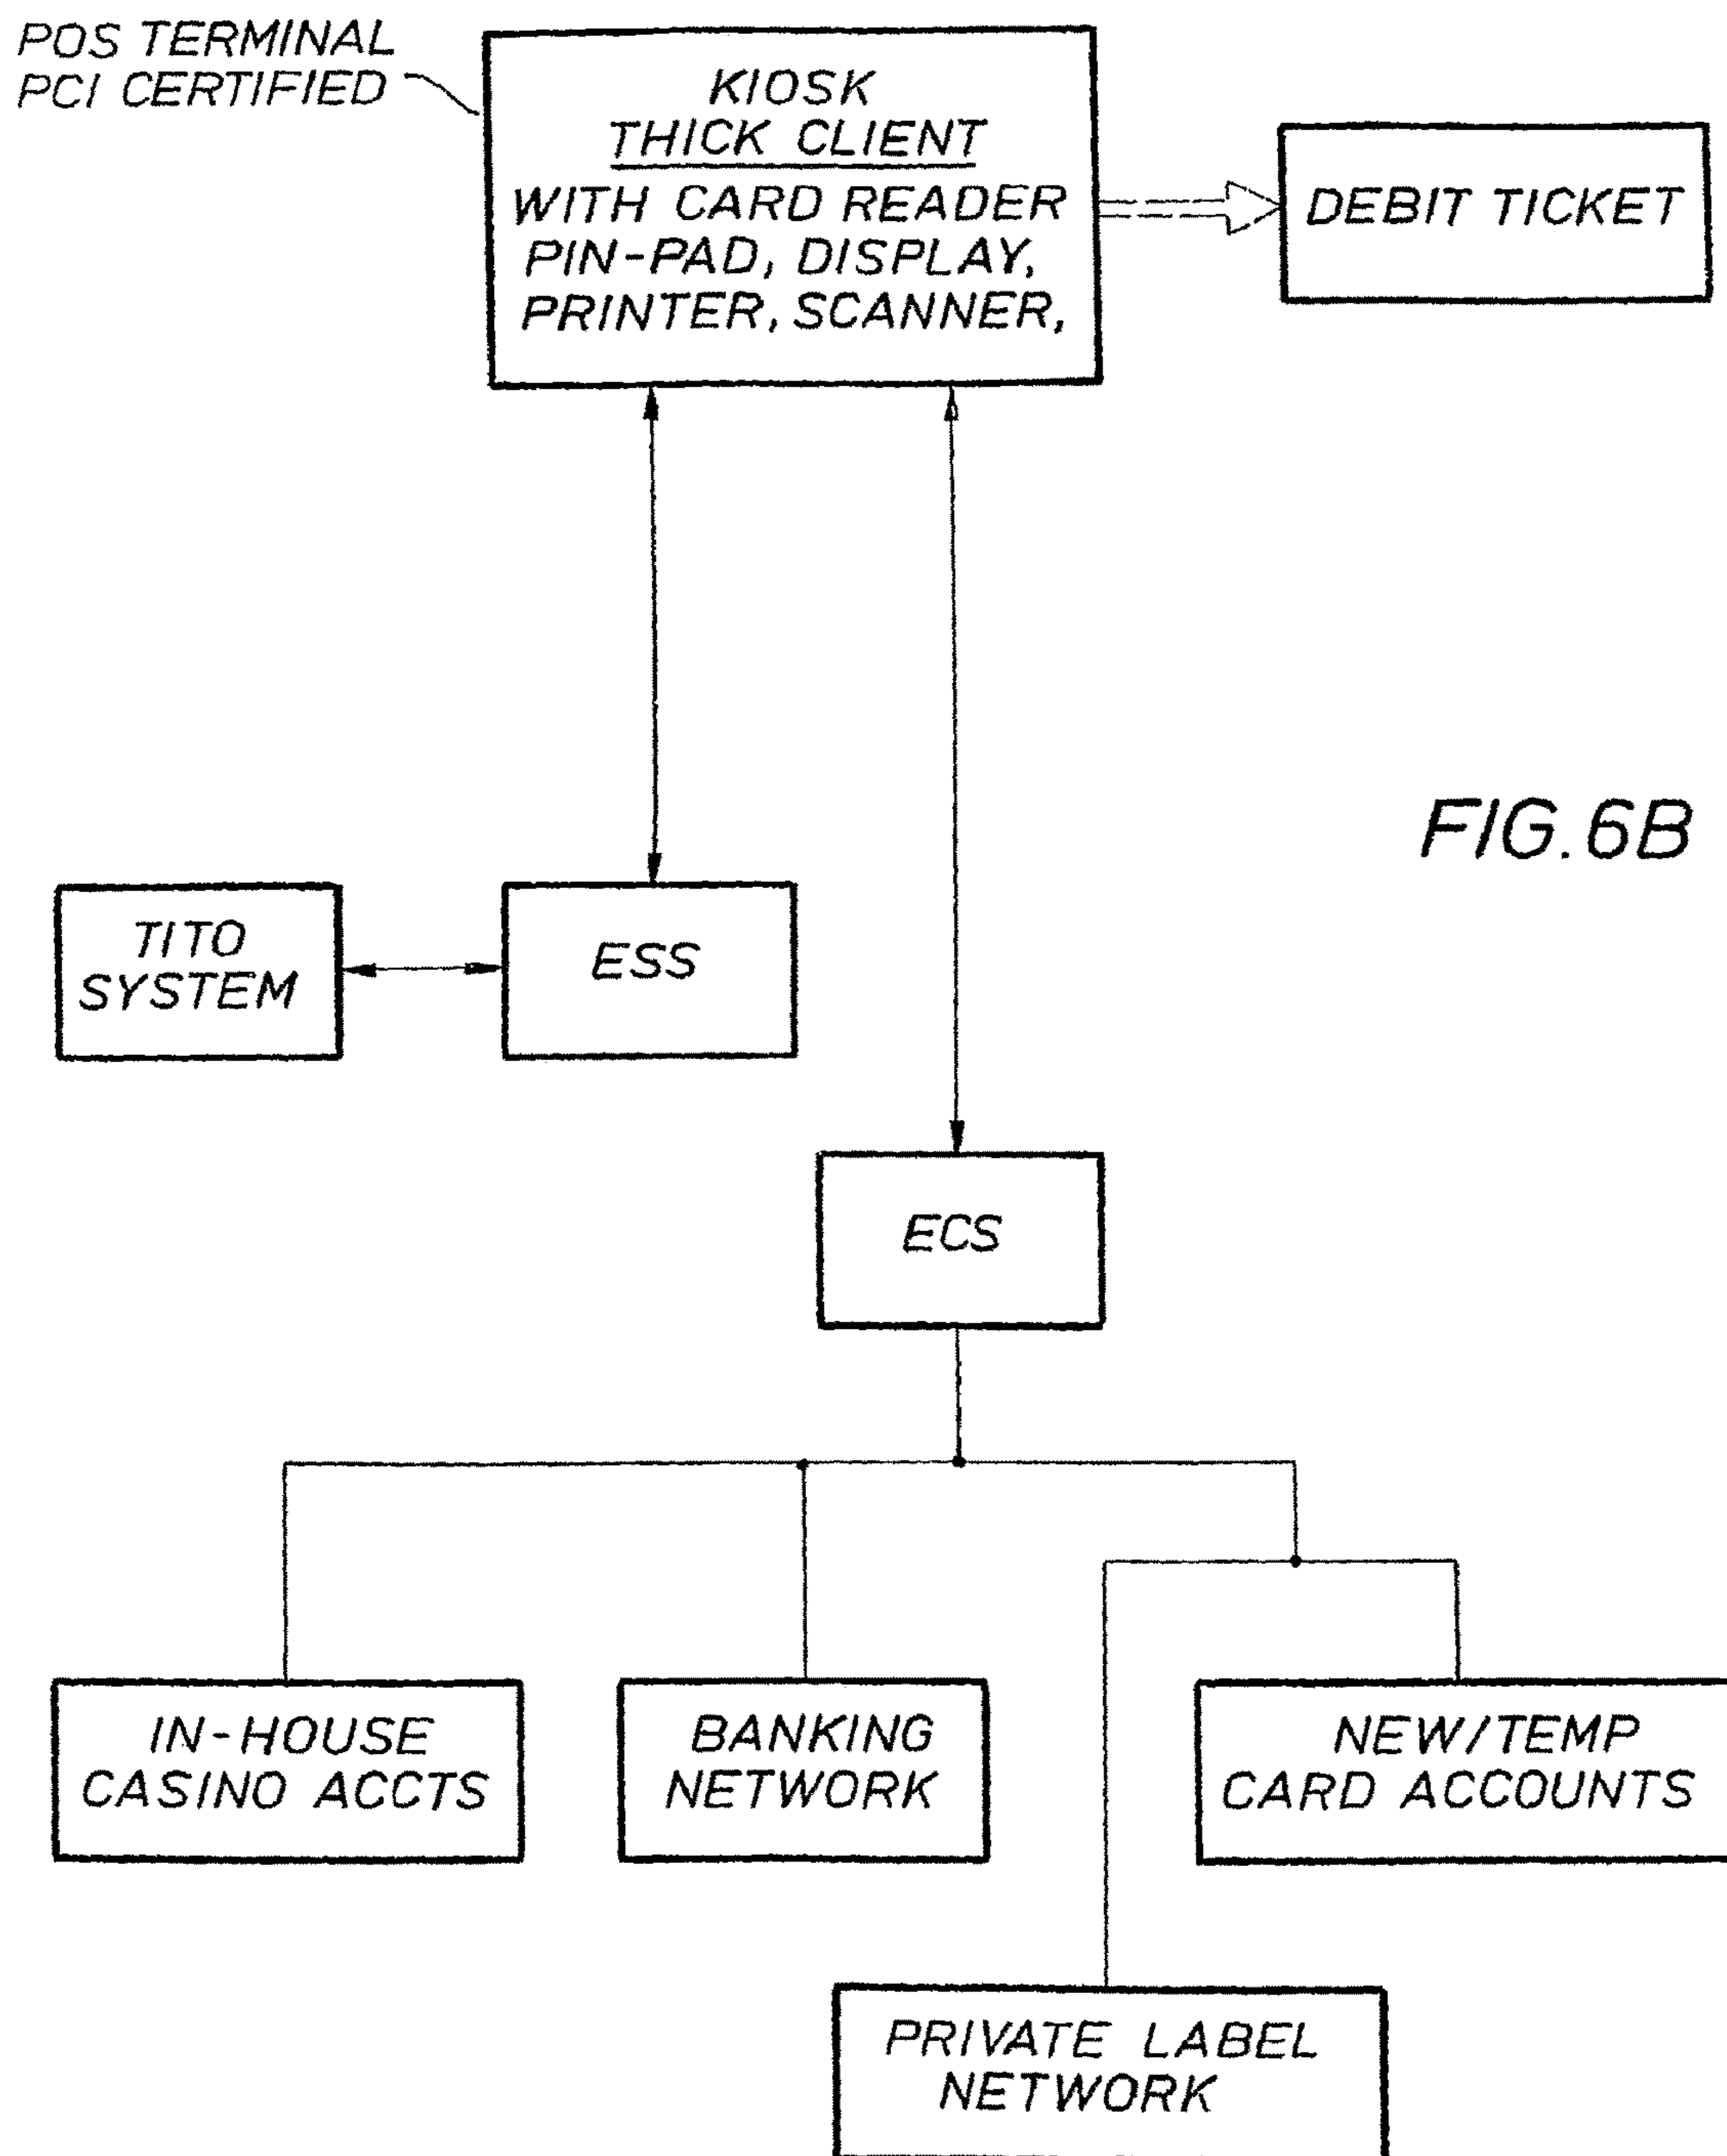 POS TERMINAL
PCI CERTIFIED
KIOSK
THICK CLIENT
WITH CARD READER
PIN-PAD, DISPLAY,
PRINTER, SCANNER,
DEBIT TICKET
FIG. 6B
TITO
SYSTEM
ESS
ECS
IN-HOUSE
CASINO ACCTS
BANKING
NETWORK
NEW/TEMP
CARD ACCOUNTS
PRIVATE LABEL
NETWORK